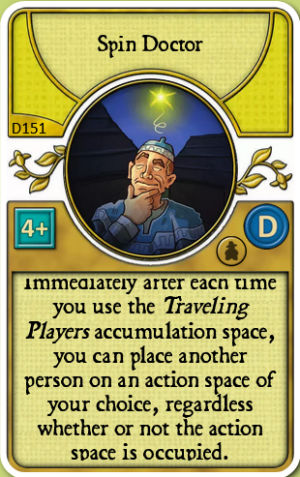 Spin Doctor
D151
4+
D
Immediately after each time
you use the Traveling
Players accumulation space,
you can place another
person on an action space of
your choice, regardless
whether or not the action
space is occupied.